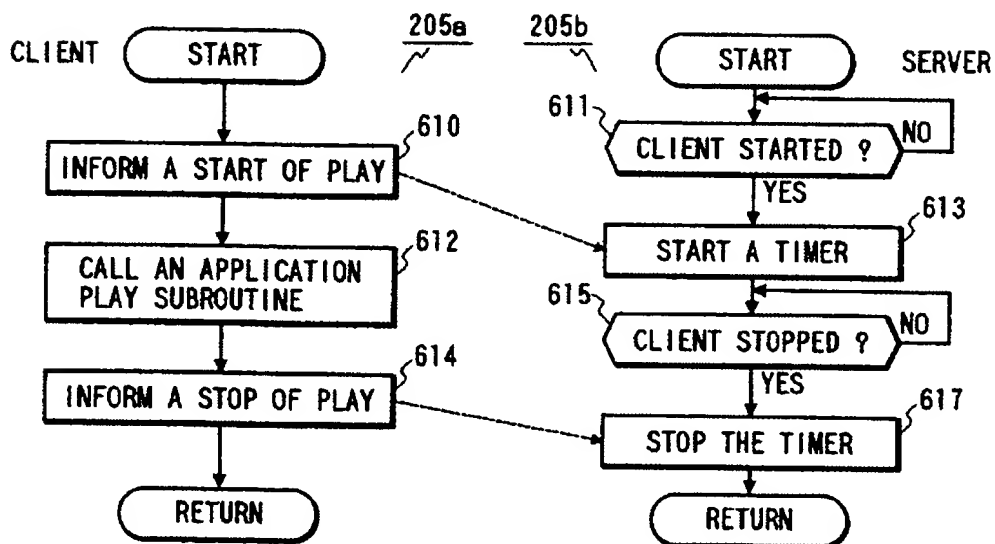 CLIENT
START
205a
610
INFORM A START OF PLAY
612
CALL AN APPLICATION
PLAY SUBROUTINE
614
INFORM A STOP OF PLAY
RETURN
205b
START
SERVER
611
CLIENT STARTED ?
NO
YES
613
START A TIMER
615
CLIENT STOPPED ?
NO
YES
617
STOP THE TIMER
RETURN